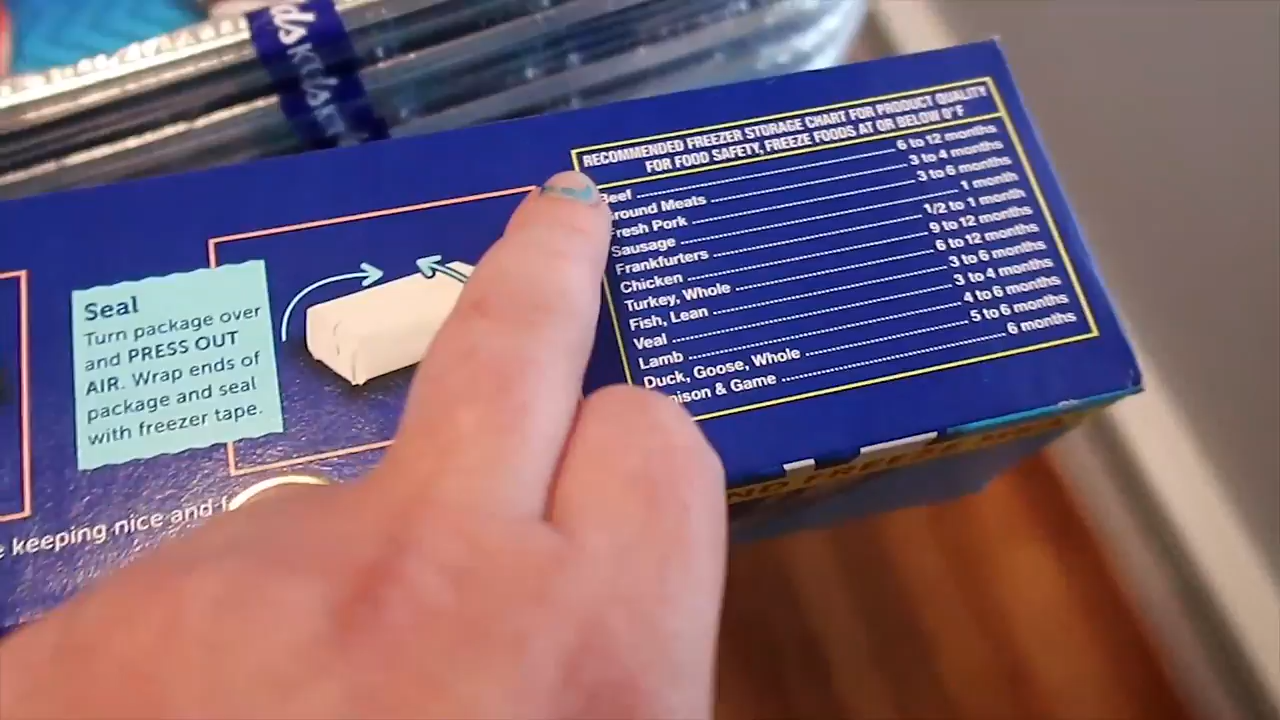 ds Kids
RECOMMENDED FREEZER STORAGE CHART FOR PRODUCT QUALITY
FOR FOOD SAFETY, FREEZE FOODS AT OR BELOW 0° F
Beef 6 to 12 months
Ground Meats 3 to 4 months
Fresh Pork 3 to 6 months
Sausage 1 month
Frankfurters 1/2 to 1 month
Chicken 9 to 12 months
Turkey, Whole 6 to 12 months
Fish, Lean 3 to 6 months
Veal 3 to 4 months
Lamb 4 to 6 months
Duck, Goose, Whole 5 to 6 months
nison & Game 6 months
Seal
Turn package over
and PRESS OUT
AIR. Wrap ends of
package and seal
with freezer tape.
keeping nice and f